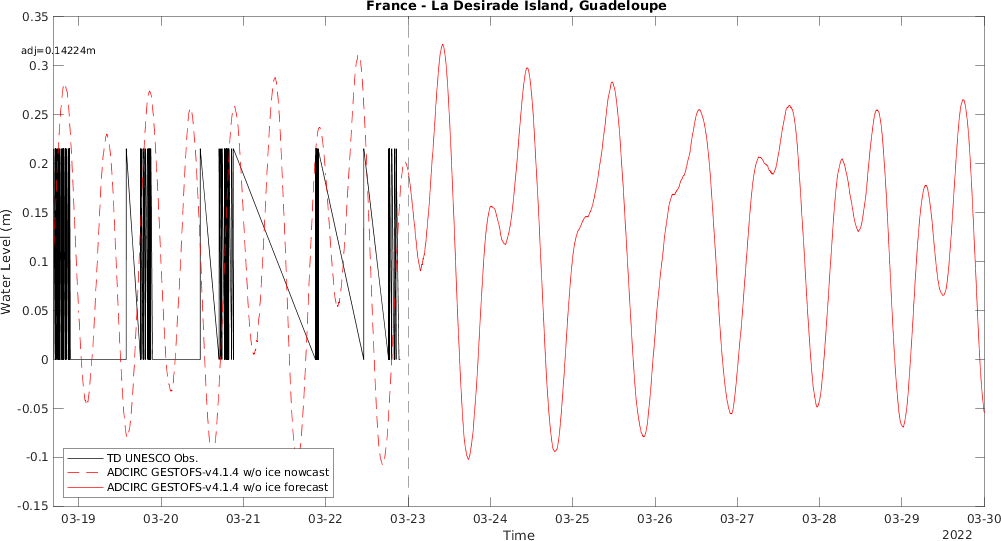 France - La Desirade Island, Guadeloupe
adj=0.14224m
0.35
0.3
0.25
0.2
0.15
0.1
0.05
0
-0.05
-0.1
-0.15
Water Level (m)
TD UNESCO Obs.
ADCIRC GESTOFS-v4.1.4 w/o ice nowcast
ADCIRC GESTOFS-v4.1.4 w/o ice forecast
03-19 03-20 03-21 03-22 03-23 03-24 03-25 03-26 03-27 03-28 03-29 03-30
Time
2022